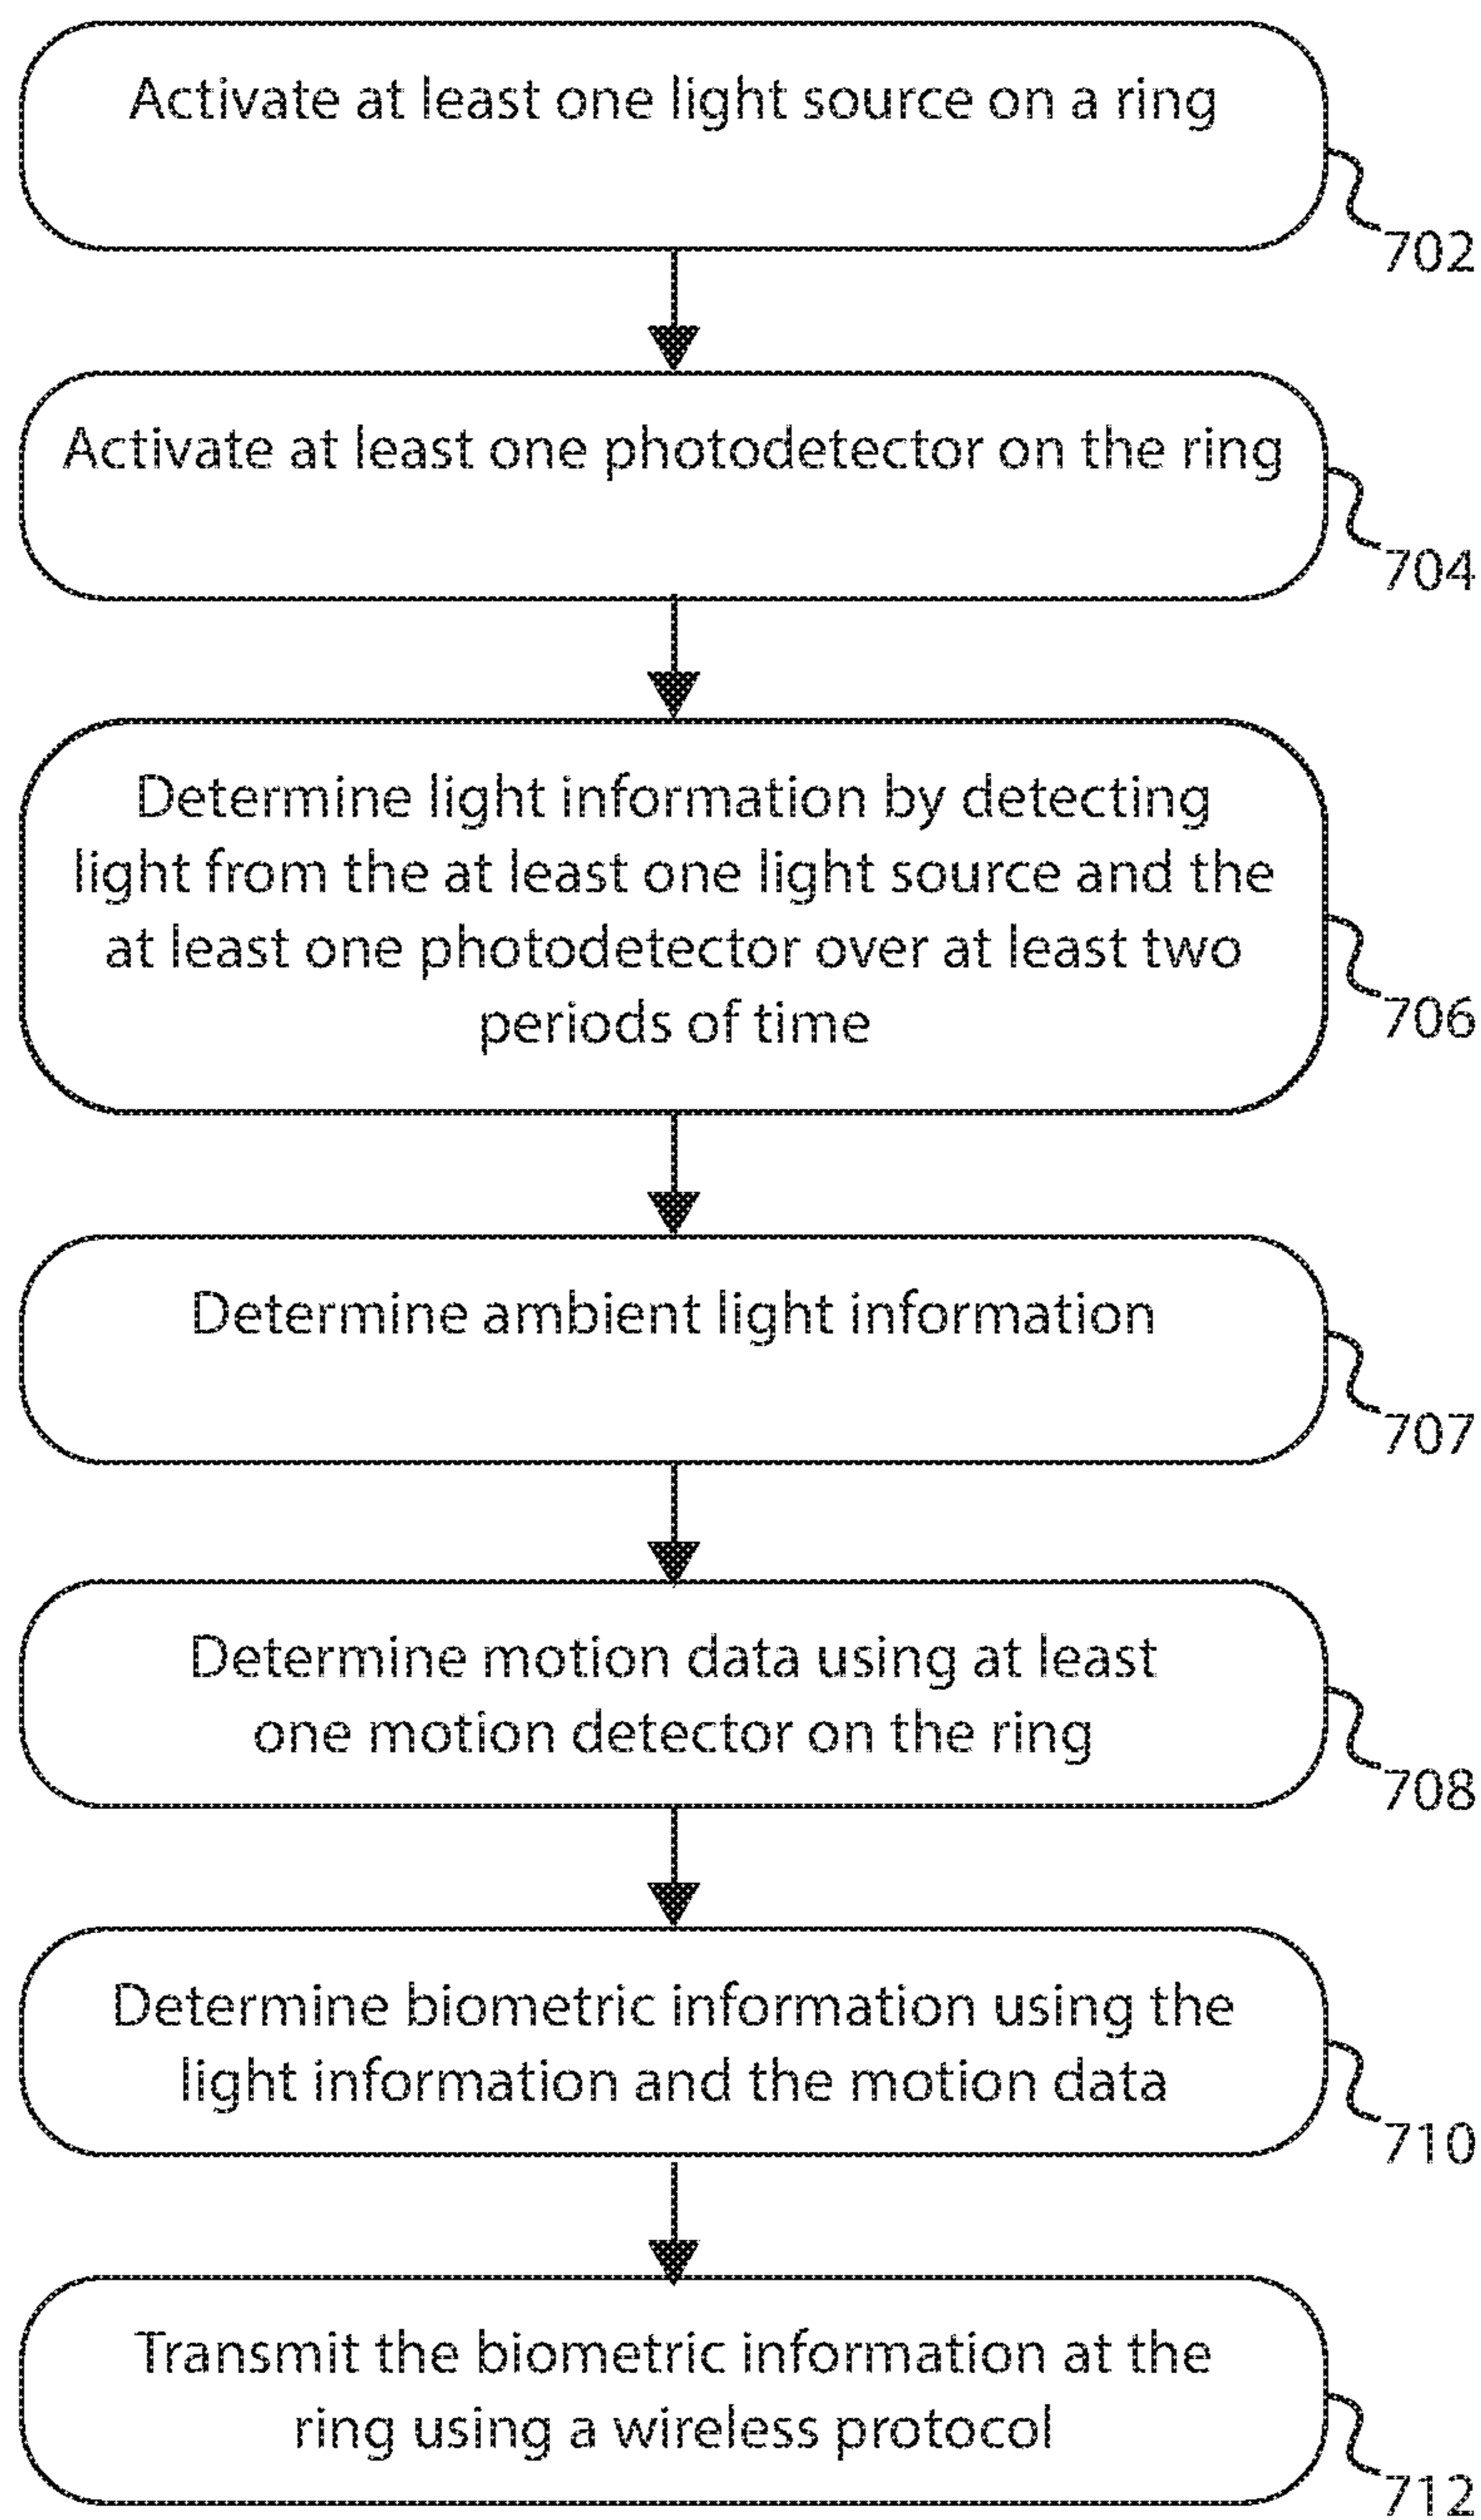 Activate at least one light source on a ring
702
Activate at least one photodetector on the ring
704
Determine light information by detecting
light from the at least one light source and the
at least one photodetector over at least two
periods of time
706
Determine ambient light information
707
Determine motion data using at least
one motion detector on the ring
708
Determine biometric information using the
light information and the motion data
710
Transmit the biometric information at the
ring using a wireless protocol
712